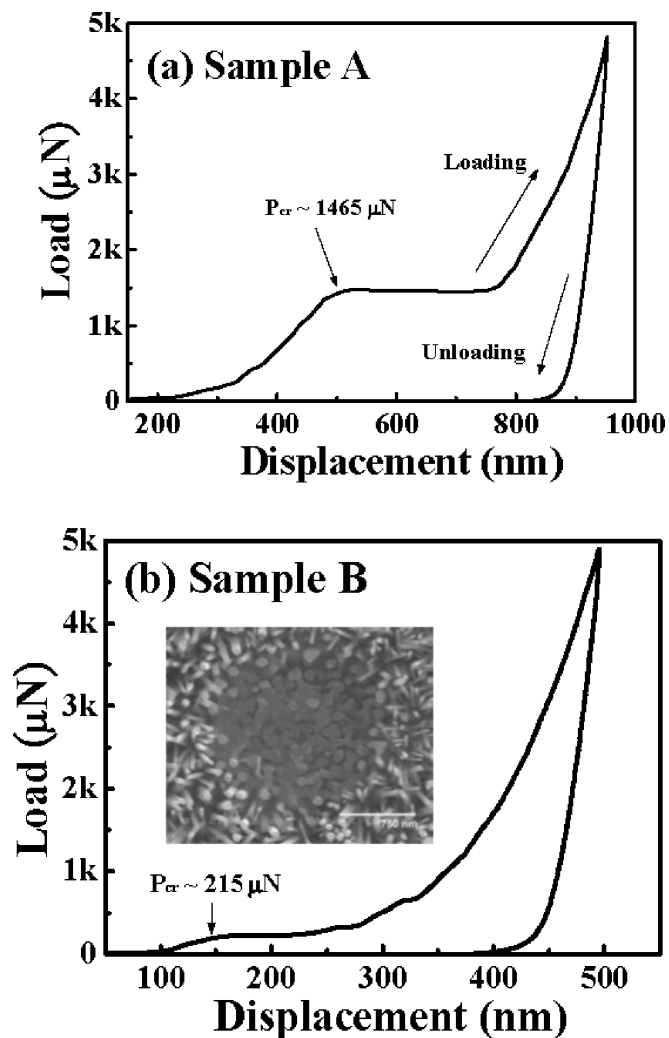 5k
(a) Sample A
4k
Loading
3k
Pcr ~ 1465 μN
2k
1k
Unloading
0
Load (μN)
200 400 600 800 1000
Displacement (nm)
5k
(b) Sample B
4k
3k
2k
750 nm
1k
Pcr ~ 215 μN
0
Load (μN)
100 200 300 400 500
Displacement (nm)